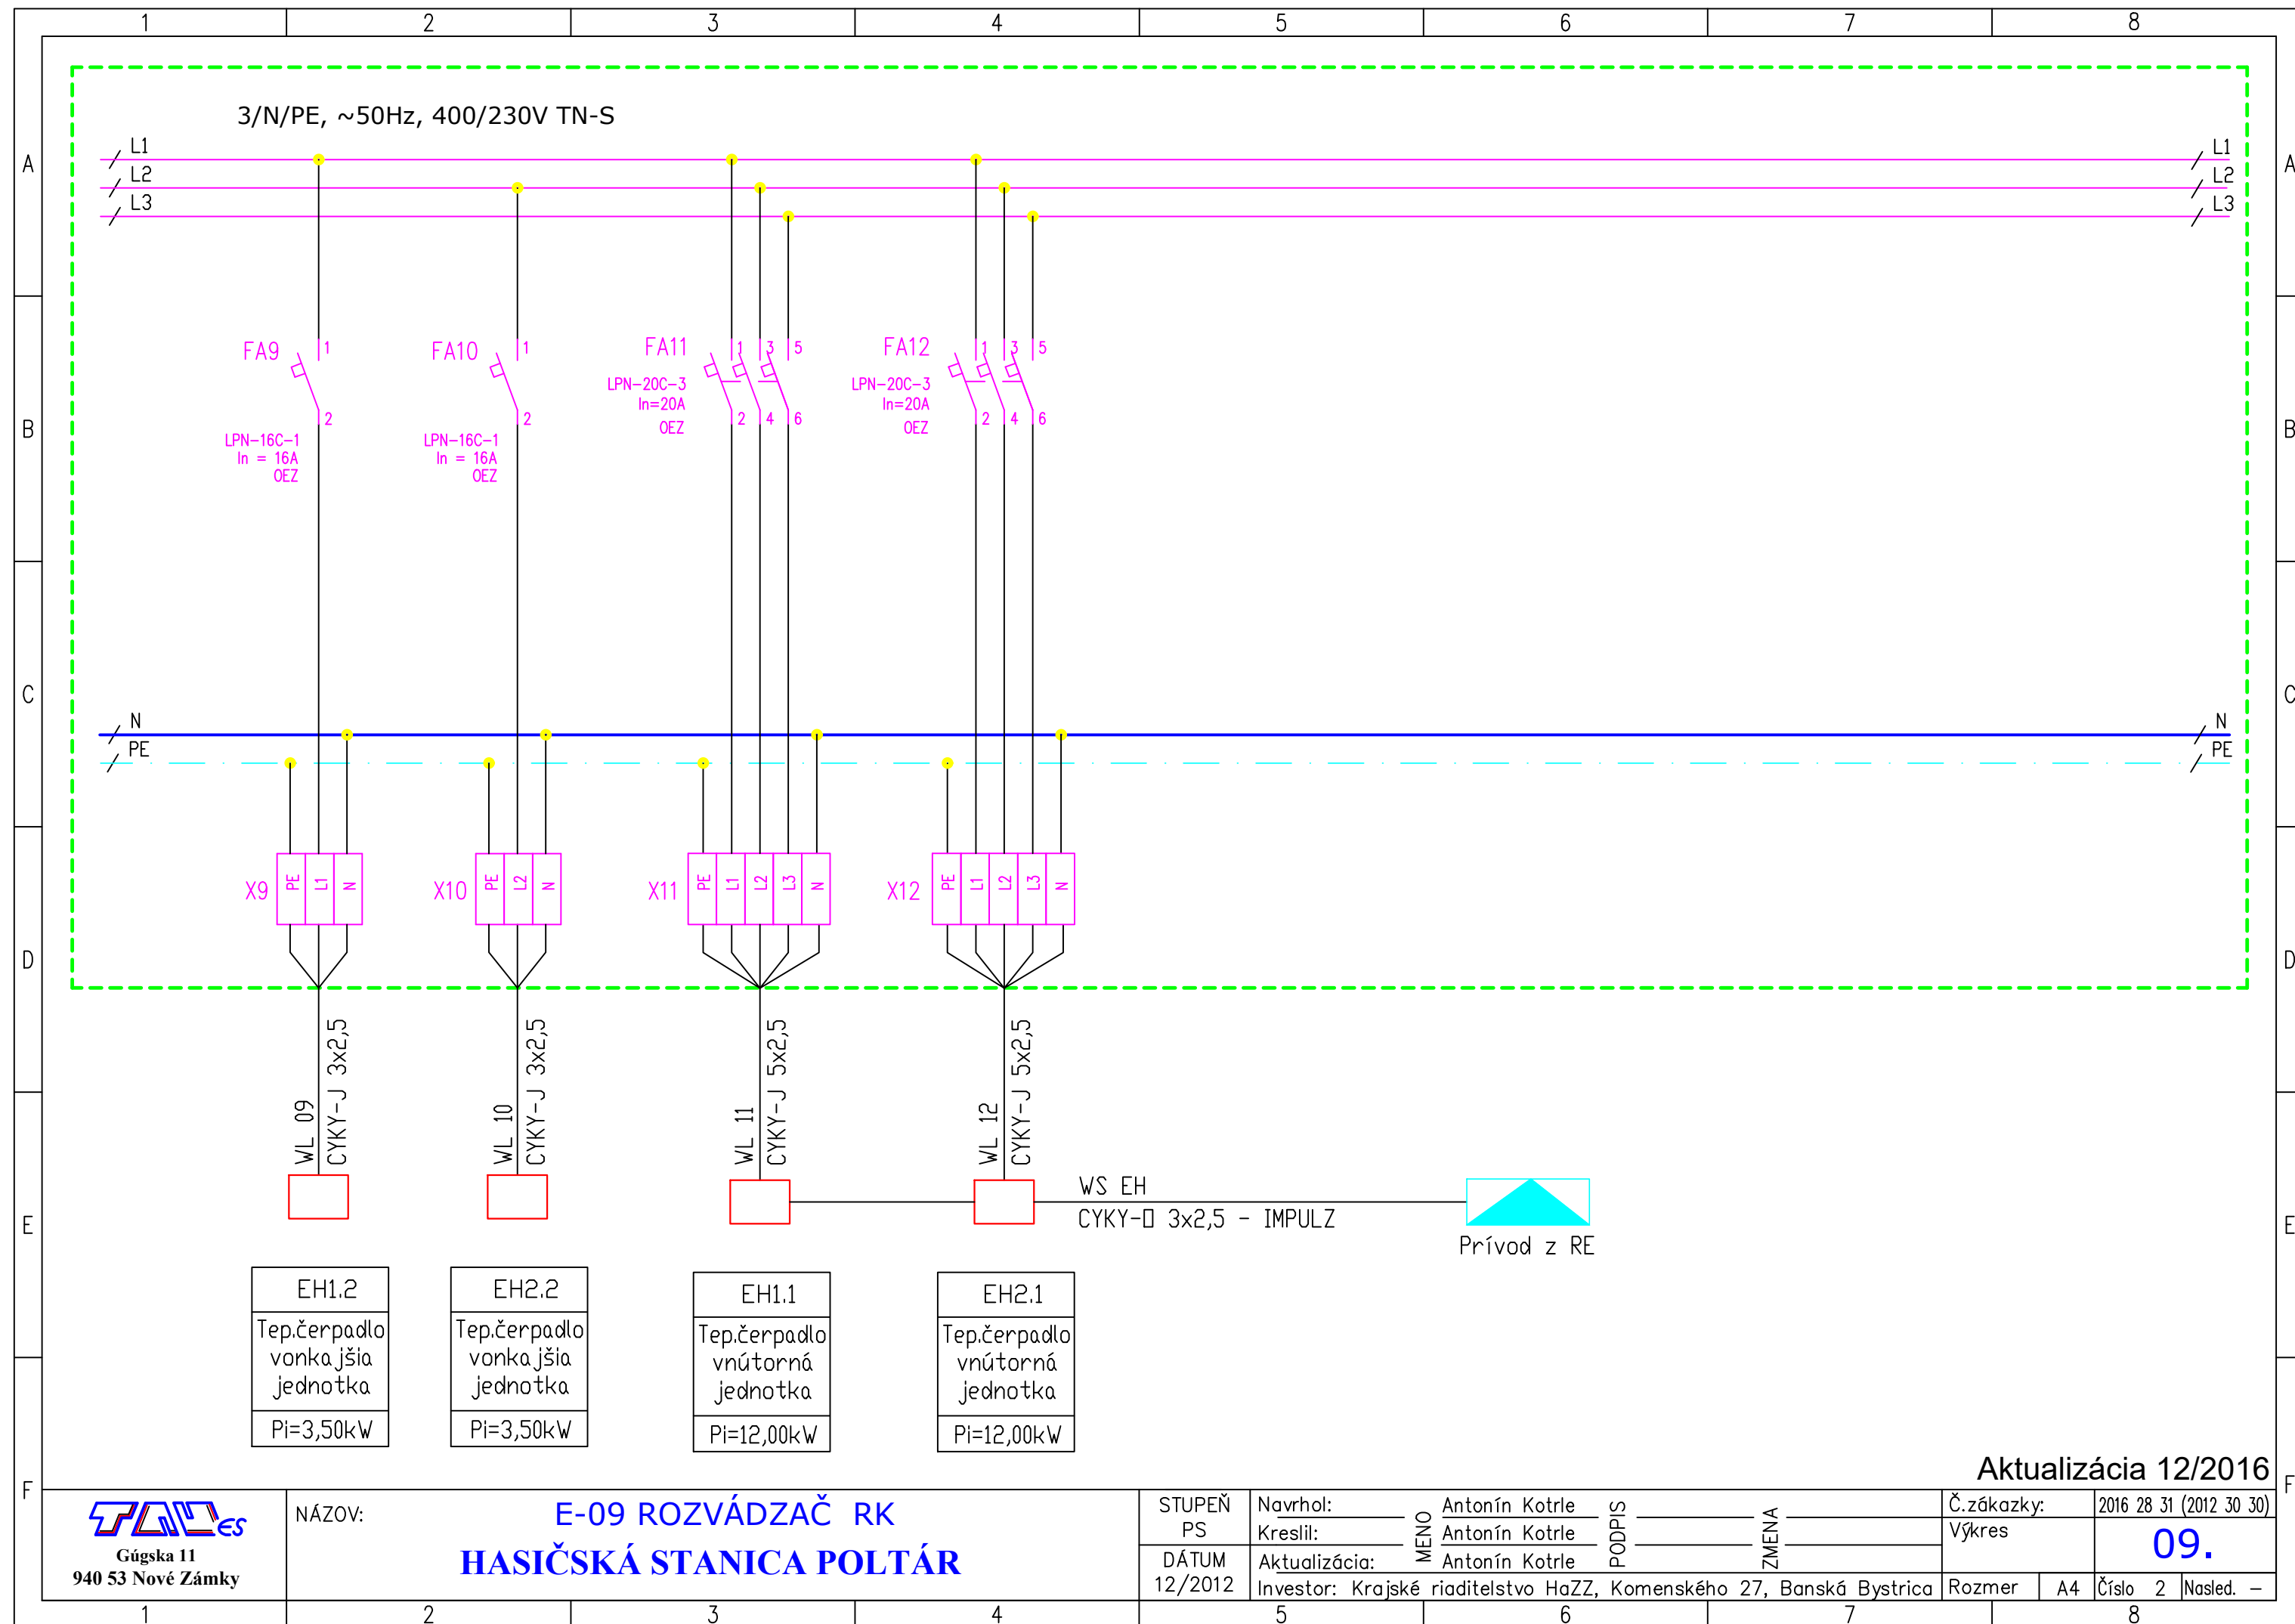 1 2 3 4 5 6 7 8
3/N/PE, ~50Hz, 400/230V TN-S
A L1 L1 A
L2 L2
L3 L3
FA9 1 FA10 1 FA11 1 3 5 FA12 1 3 5
LPN-20C-3 LPN-20C-3
In=20A In=20A
2 2 OEZ 2 4 6 OEZ 2 4 6
B B
LPN-16C-1 LPN-16C-1
In = 16A In = 16A
OEZ OEZ
C C
N N
PE PE
X9 PE L1 N X10 PE L2 N X11 PE L1 L2 L3 N X12 PE L1 L2 L3 N
D D
WL 09 CYKY-J 3x2,5
WL 10 CYKY-J 3x2,5
WL 11 CYKY-J 5x2,5
WL 12 CYKY-J 5x2,5
WS EH
CYKY-O 3x2,5 - IMPULZ
E E
Prívod z RE
EH1.2
Tep.čerpadlo
vonkajšia
jednotka
Pi=3,50kW
EH2.2
Tep.čerpadlo
vonkajšia
jednotka
Pi=3,50kW
EH1.1
Tep.čerpadlo
vnútorná
jednotka
Pi=12,00kW
EH2.1
Tep.čerpadlo
vnútorná
jednotka
Pi=12,00kW
Aktualizácia 12/2016
F F
ES
Gúgska 11
940 53 Nové Zámky
NÁZOV:
E-09 ROZVÁDZAČ RK
HASIČSKÁ STANICA POLTÁR
STUPEŇ
PS
DÁTUM
12/2012
Navrhol: Antonín Kotrle
Kreslil: Antonín Kotrle
Aktualizácia: Antonín Kotrle
MENO
PODPIS
ZMENA
Investor: Krajské riaditelstvo HaZZ, Komenského 27, Banská Bystrica
Č.zákazky: 2016 28 31 (2012 30 30)
Výkres 09.
Rozmer A4 Číslo 2 Nasled. –
1 2 3 4 5 6 7 8